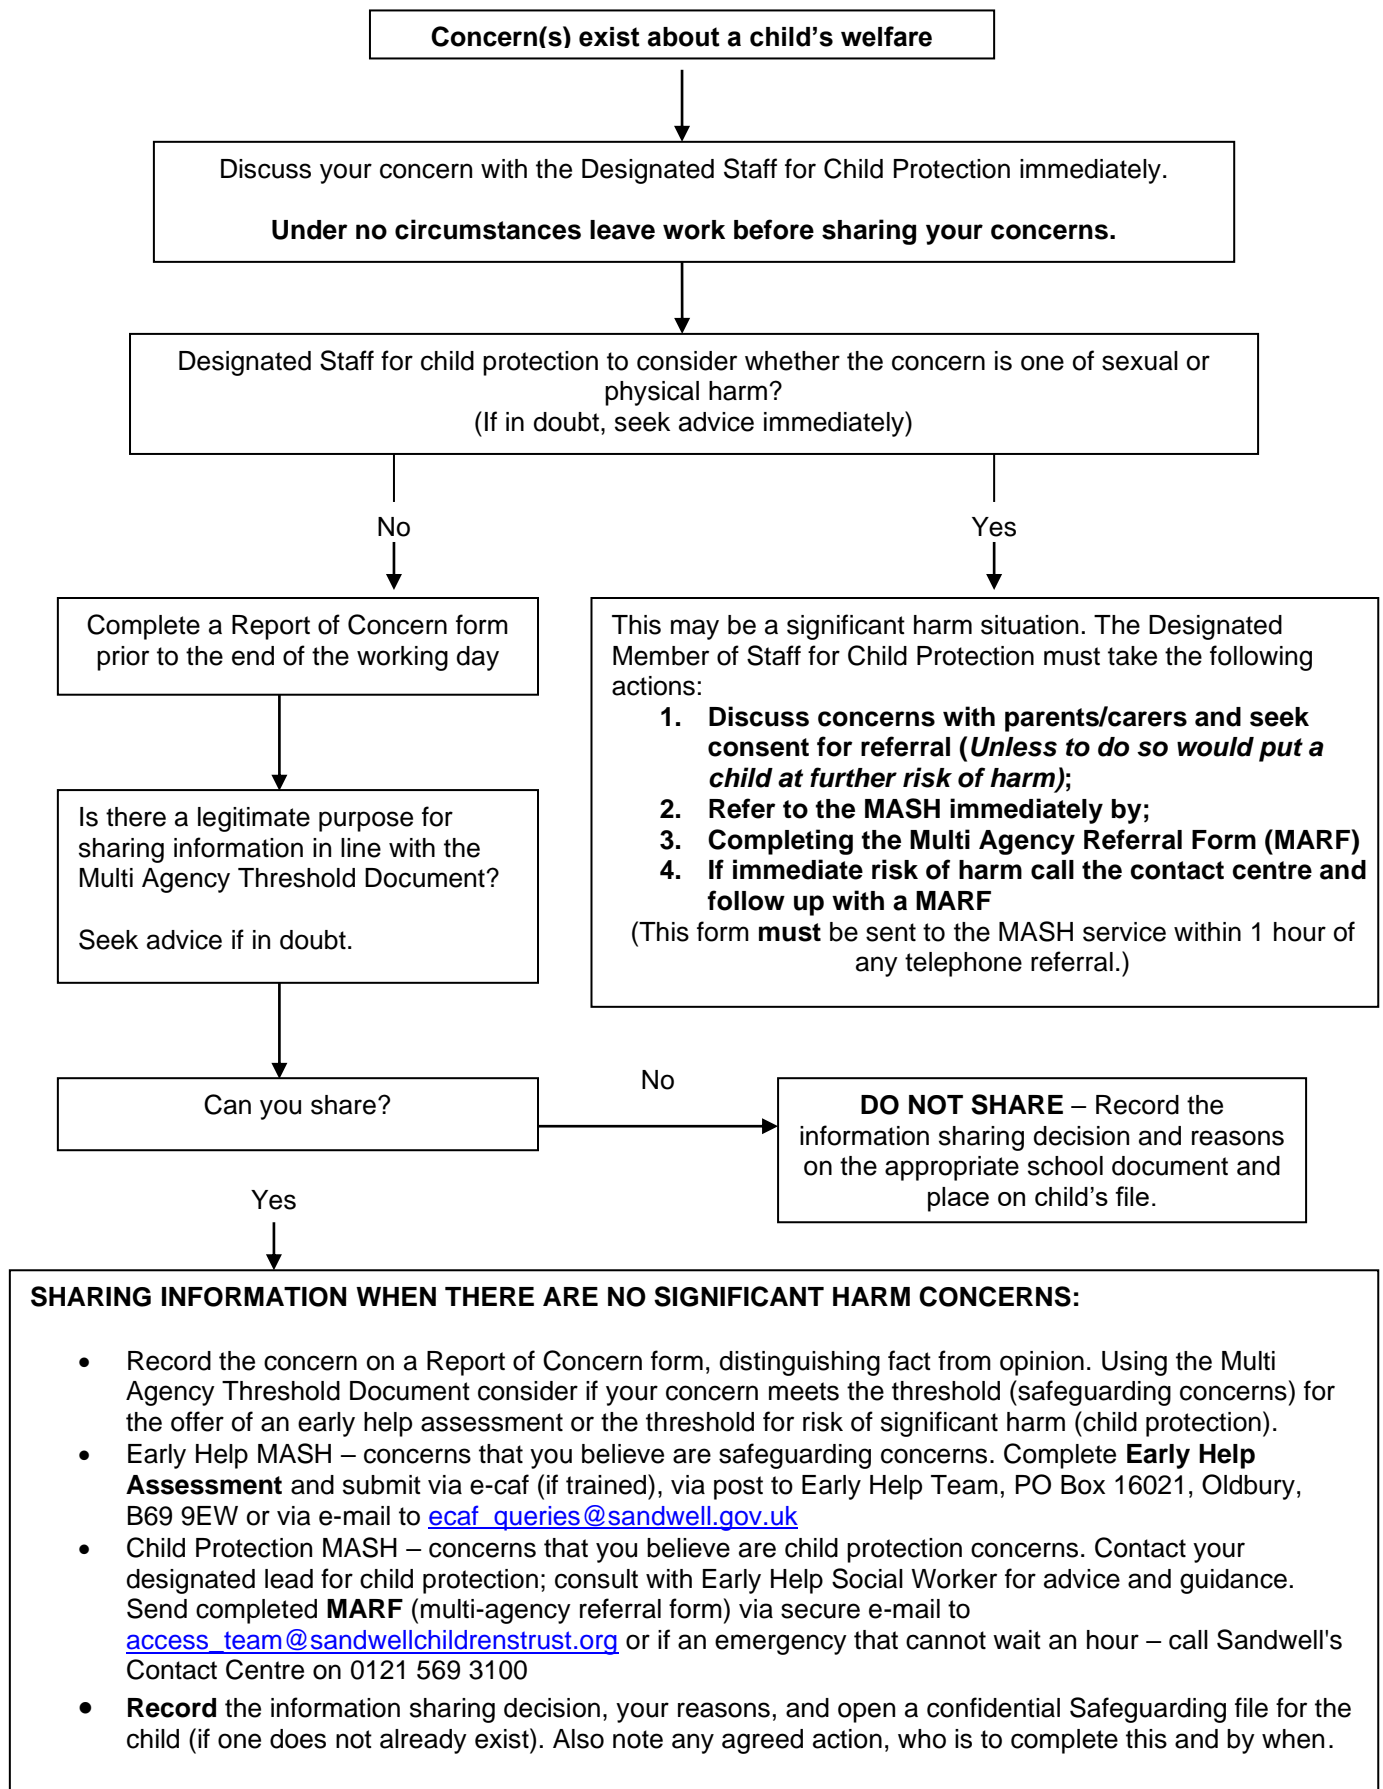 Concern(s) exist about a child's welfare
Discuss your concern with the Designated Staff for Child Protection immediately.
Under no circumstances leave work before sharing your concerns.
Designated Staff for child protection to consider whether the concern is one of sexual or
physical harm?
(If in doubt, seek advice immediately)
No
Yes
Complete a Report of Concern form
prior to the end of the working day
This may be a significant harm situation. The Designated
Member of Staff for Child Protection must take the following
actions:
1. Discuss concerns with parents/carers and seek
consent for referral (Unless to do so would put a
child at further risk of harm);
2. Refer to the MASH immediately by;
3. Completing the Multi Agency Referral Form (MARF)
4. If immediate risk of harm call the contact centre and
follow up with a MARF
(This form must be sent to the MASH service within 1 hour of
any telephone referral.)
Is there a legitimate purpose for
sharing information in line with the
Multi Agency Threshold Document?
Seek advice if in doubt.
Can you share?
No
DO NOT SHARE – Record the
information sharing decision and reasons
on the appropriate school document and
place on child's file.
Yes
SHARING INFORMATION WHEN THERE ARE NO SIGNIFICANT HARM CONCERNS:
• Record the concern on a Report of Concern form, distinguishing fact from opinion. Using the Multi
Agency Threshold Document consider if your concern meets the threshold (safeguarding concerns) for
the offer of an early help assessment or the threshold for risk of significant harm (child protection).
• Early Help MASH – concerns that you believe are safeguarding concerns. Complete Early Help
Assessment and submit via e-caf (if trained), via post to Early Help Team, PO Box 16021, Oldbury,
B69 9EW or via e-mail to ecaf_queries@sandwell.gov.uk
• Child Protection MASH – concerns that you believe are child protection concerns. Contact your
designated lead for child protection; consult with Early Help Social Worker for advice and guidance.
Send completed MARF (multi-agency referral form) via secure e-mail to
access_team@sandwellchildrenstrust.org or if an emergency that cannot wait an hour – call Sandwell's
Contact Centre on 0121 569 3100
• Record the information sharing decision, your reasons, and open a confidential Safeguarding file for the
child (if one does not already exist). Also note any agreed action, who is to complete this and by when.